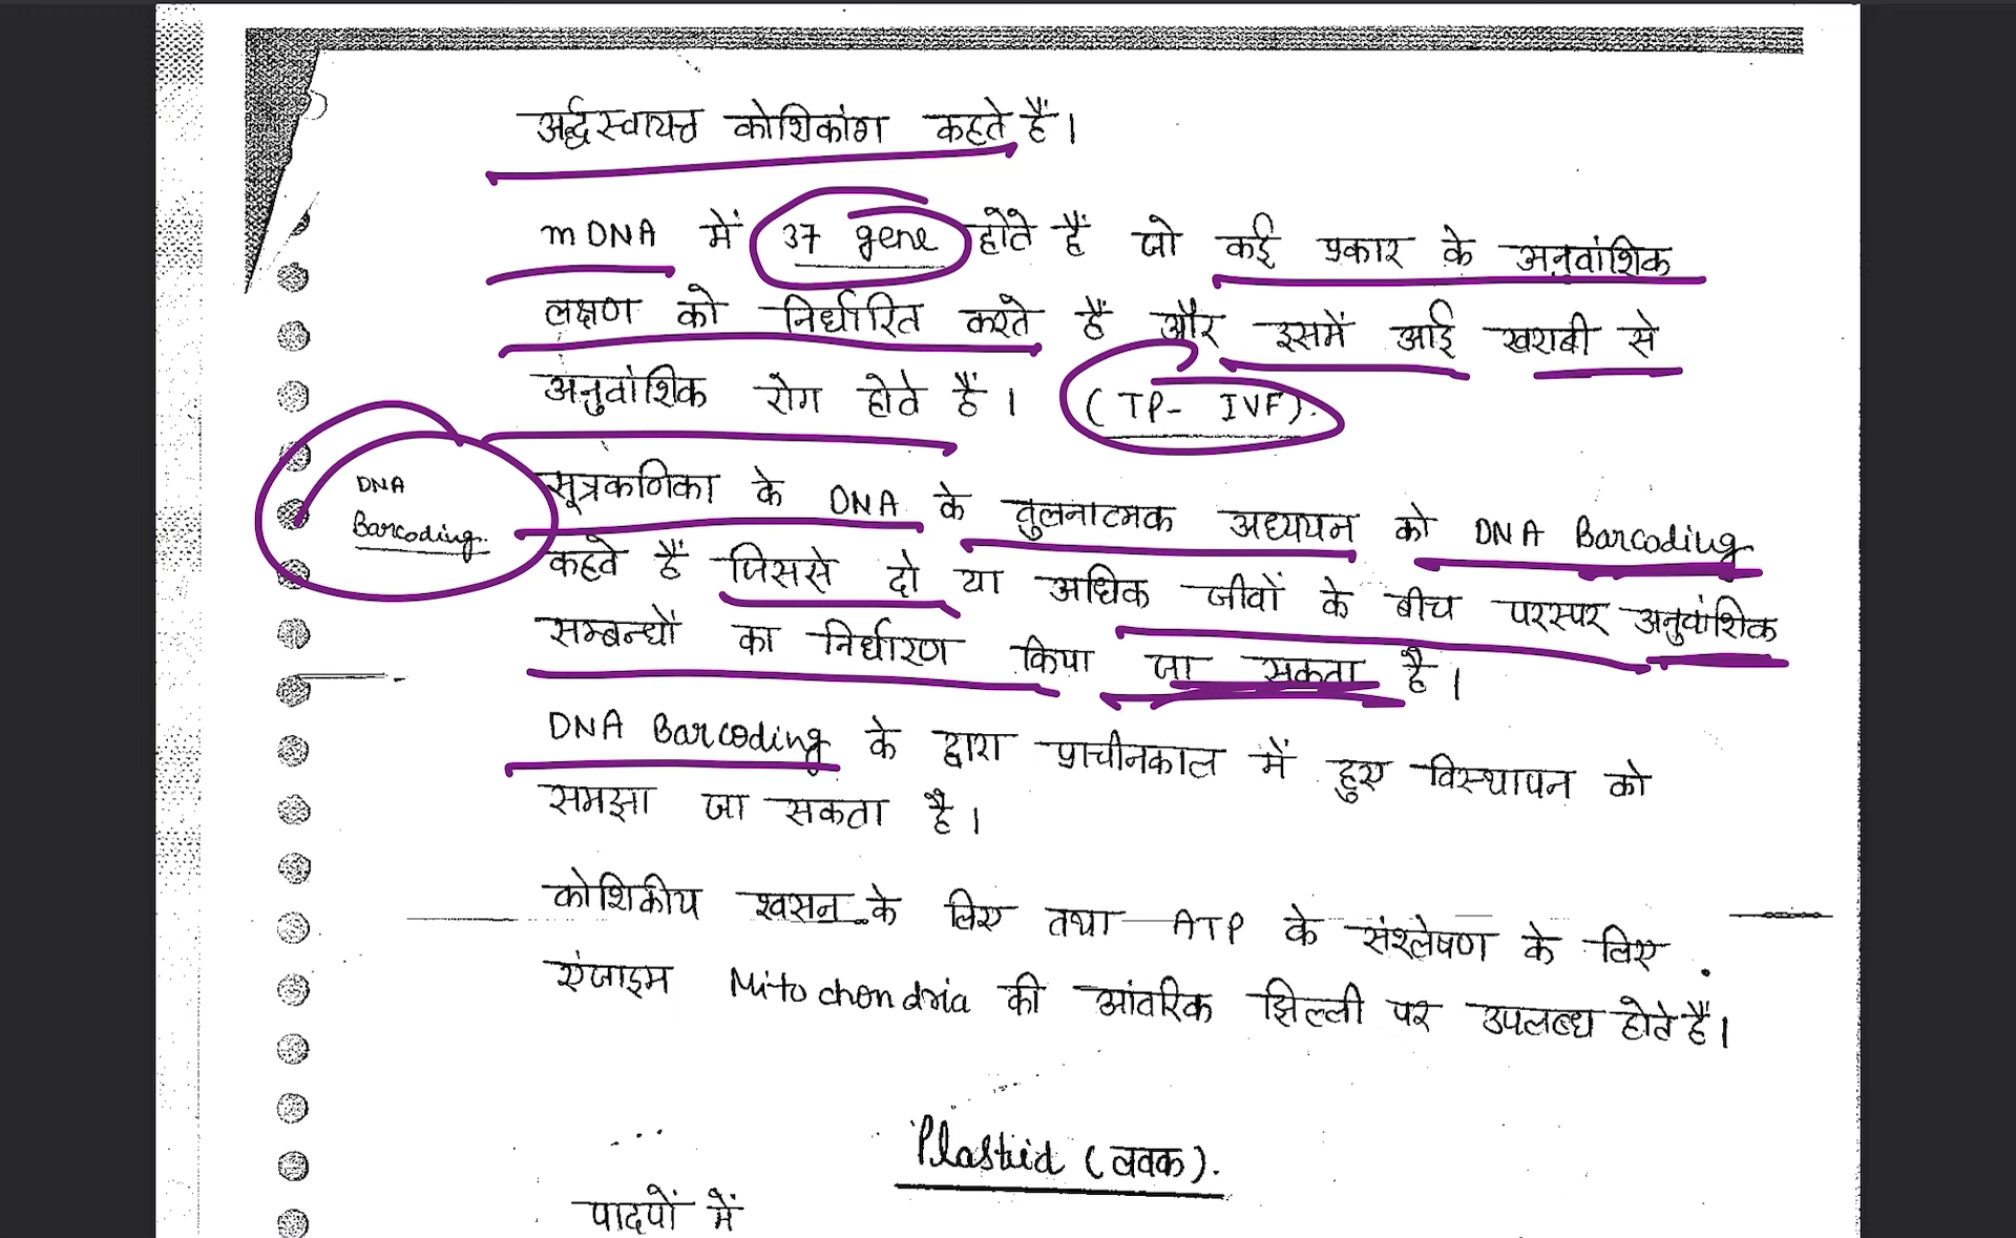 अर्द्धस्वायत्त कोशिकांग कहते हैं।
mDNA में 37 gene होते हैं जो कई प्रकार के अनुवांशिक
लक्षण को निर्धारित करते हैं और इसमें आई खराबी से
अनुवांशिक रोग होते हैं। (TP- IVF).
DNA
Barcoding.
सूत्रकणिका के DNA के तुलनात्मक अध्ययन को DNA Barcoding
कहते हैं जिससे दो या अधिक जीवों के बीच परस्पर अनुवांशिक
सम्बन्धों का निर्धारण किया जा सकता है।
DNA Barcoding के द्वारा प्राचीनकाल में हुए विस्थापन को
समझा जा सकता है।
कोशिकीय श्वसन के लिए तथा ATP के संश्लेषण के लिए
एंजाइम Mitochondria की आंतरिक झिल्ली पर उपलब्ध होते हैं।
Plastid (लवक).
पादपों में